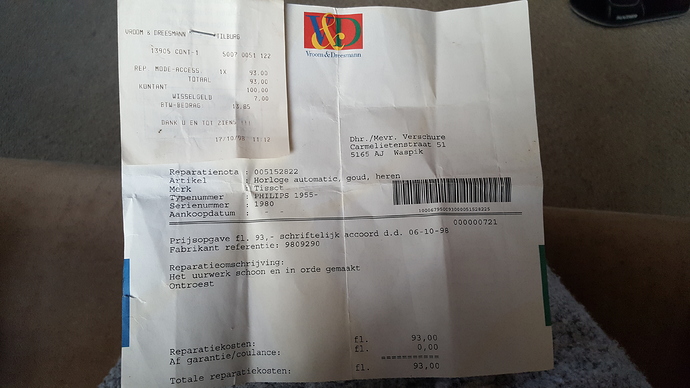 VROOM & DREESMANN TILBURG
13905 CONT-1 5007 0051 122
REP MODE-ACCESS. 1X 93.00
TOTAAL 93.00
KONTANT 100.00
WISSELGELD 7.00
BTW-BEDRAG 13.85
DANK U EN TOT ZIENS !!!
17/10/98 11:12
V&D
Vroom&Dreesmann
Dhr./Mevr. Verschure
Carmelietenstraat 51
5165 AJ Waspik
Reparatienota : 005152822
Artikel : Horloge automatic, goud, heren
Merk : Tissot
Typenummer : PHILIPS 1955-
Serienummer : 1980
Aankoopdatum : - -
000000721
Prijsopgave fl. 93,- schriftelijk accoord d.d. 06-10-98
Fabrikant referentie: 9809290
Reparatieomschrijving:
Het uurwerk schoon en in orde gemaakt
Ontroest
Reparatiekosten: fl. 93,00
Af garantie/coulance: fl. 0,00
===========
Totale reparatiekosten: fl. 93,00